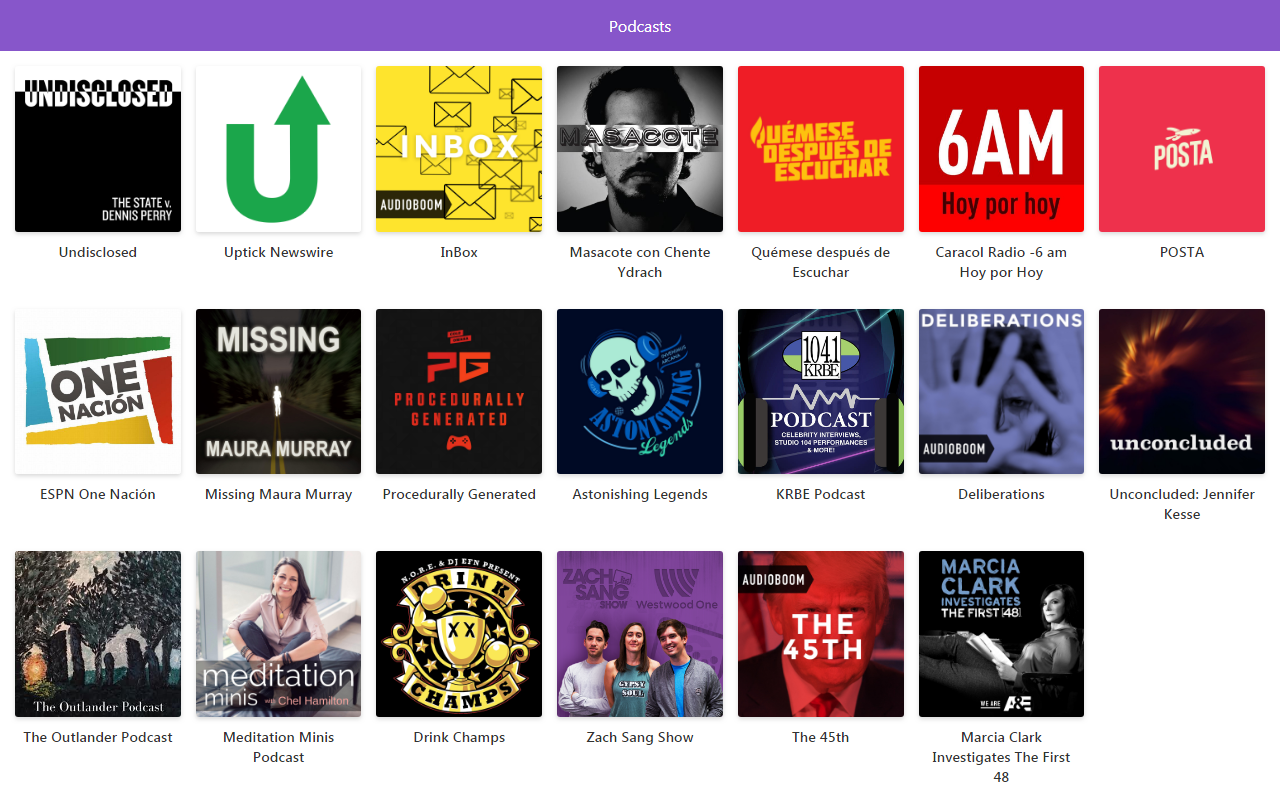 Podcasts
UNDISCLOSED
THE STATE v.
DENNIS PERRY
Undisclosed
Uptick Newswire
INBOX
AUDIOBOOM
InBox
MASACOTE
Masacote con Chente
Ydrach
QUÉMESE
DESPUÉS DE
ESCUCHAR
Quémese después de
Escuchar
6AM
Hoy por hoy
Caracol Radio -6 am
Hoy por Hoy
POSTA
POSTA
ONE
NACIÓN
ESPN One Nación
MISSING
MAURA MURRAY
Missing Maura Murray
PG
PROCEDURALLY
GENERATED
Procedurally Generated
INVENIMUS
ARCANA
ASTONISHING
Legends
Astonishing Legends
104.1
KRBE
PODCAST
CELEBRITY INTERVIEWS,
STUDIO 104 PERFORMANCES
& MORE!
KRBE Podcast
DELIBERATIONS
AUDIOBOOM
Deliberations
unconcluded
Unconcluded: Jennifer
Kesse
The Outlander Podcast
The Outlander Podcast
meditation
minis with Chel Hamilton
Meditation Minis
Podcast
N.O.R.E. & DJ EFN PRESENT
DRINK
XX
CHAMPS
Drink Champs
ZACH
SANG
SHOW
Westwood One
GYPSY
SOUL
Zach Sang Show
AUDIOBOOM
THE
45TH
The 45th
MARCIA
CLARK
INVESTIGATES
THE FIRST [48]
WE ARE A&E
Marcia Clark
Investigates The First
48